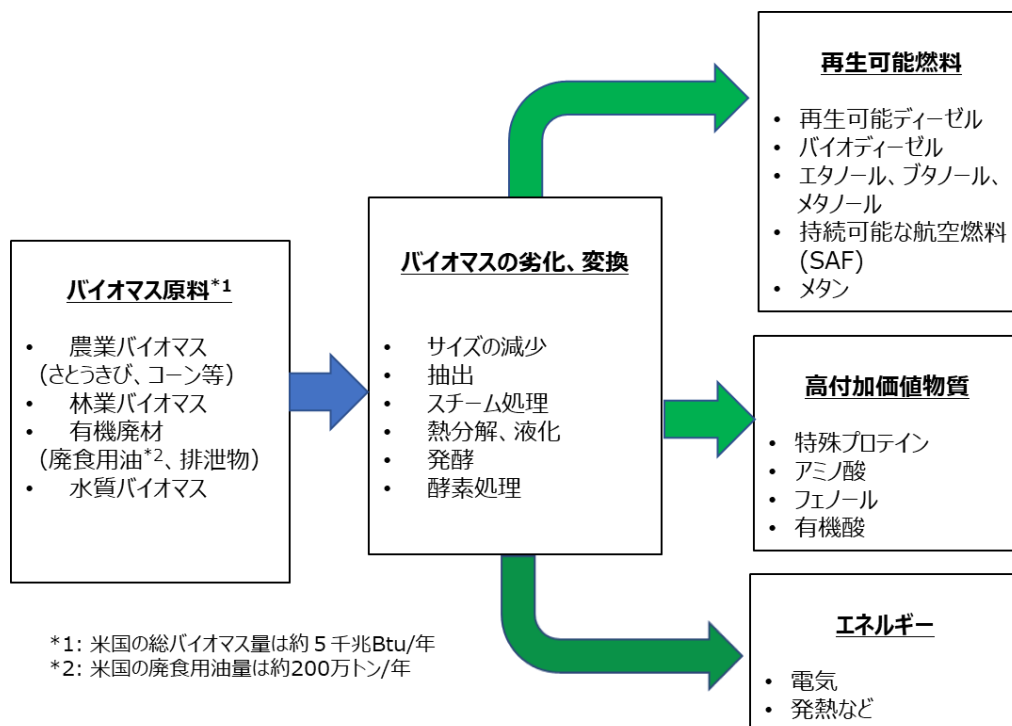 バイオマス原料*1
• 農業バイオマス
(さとうきび、コーン等)
• 林業バイオマス
• 有機廃材
(廃食用油*2、排泄物)
• 水質バイオマス
バイオマスの劣化、変換
• サイズの減少
• 抽出
• スチーム処理
• 熱分解、液化
• 発酵
• 酵素処理
再生可能燃料
• 再生可能ディーゼル
• バイオディーゼル
• エタノール、ブタノール、
メタノール
• 持続可能な航空燃料
(SAF)
• メタン
高付加価値物質
• 特殊プロテイン
• アミノ酸
• フェノール
• 有機酸
エネルギー
• 電気
• 発熱など
*1: 米国の総バイオマス量は約5千兆Btu/年
*2: 米国の廃食用油量は約200万トン/年